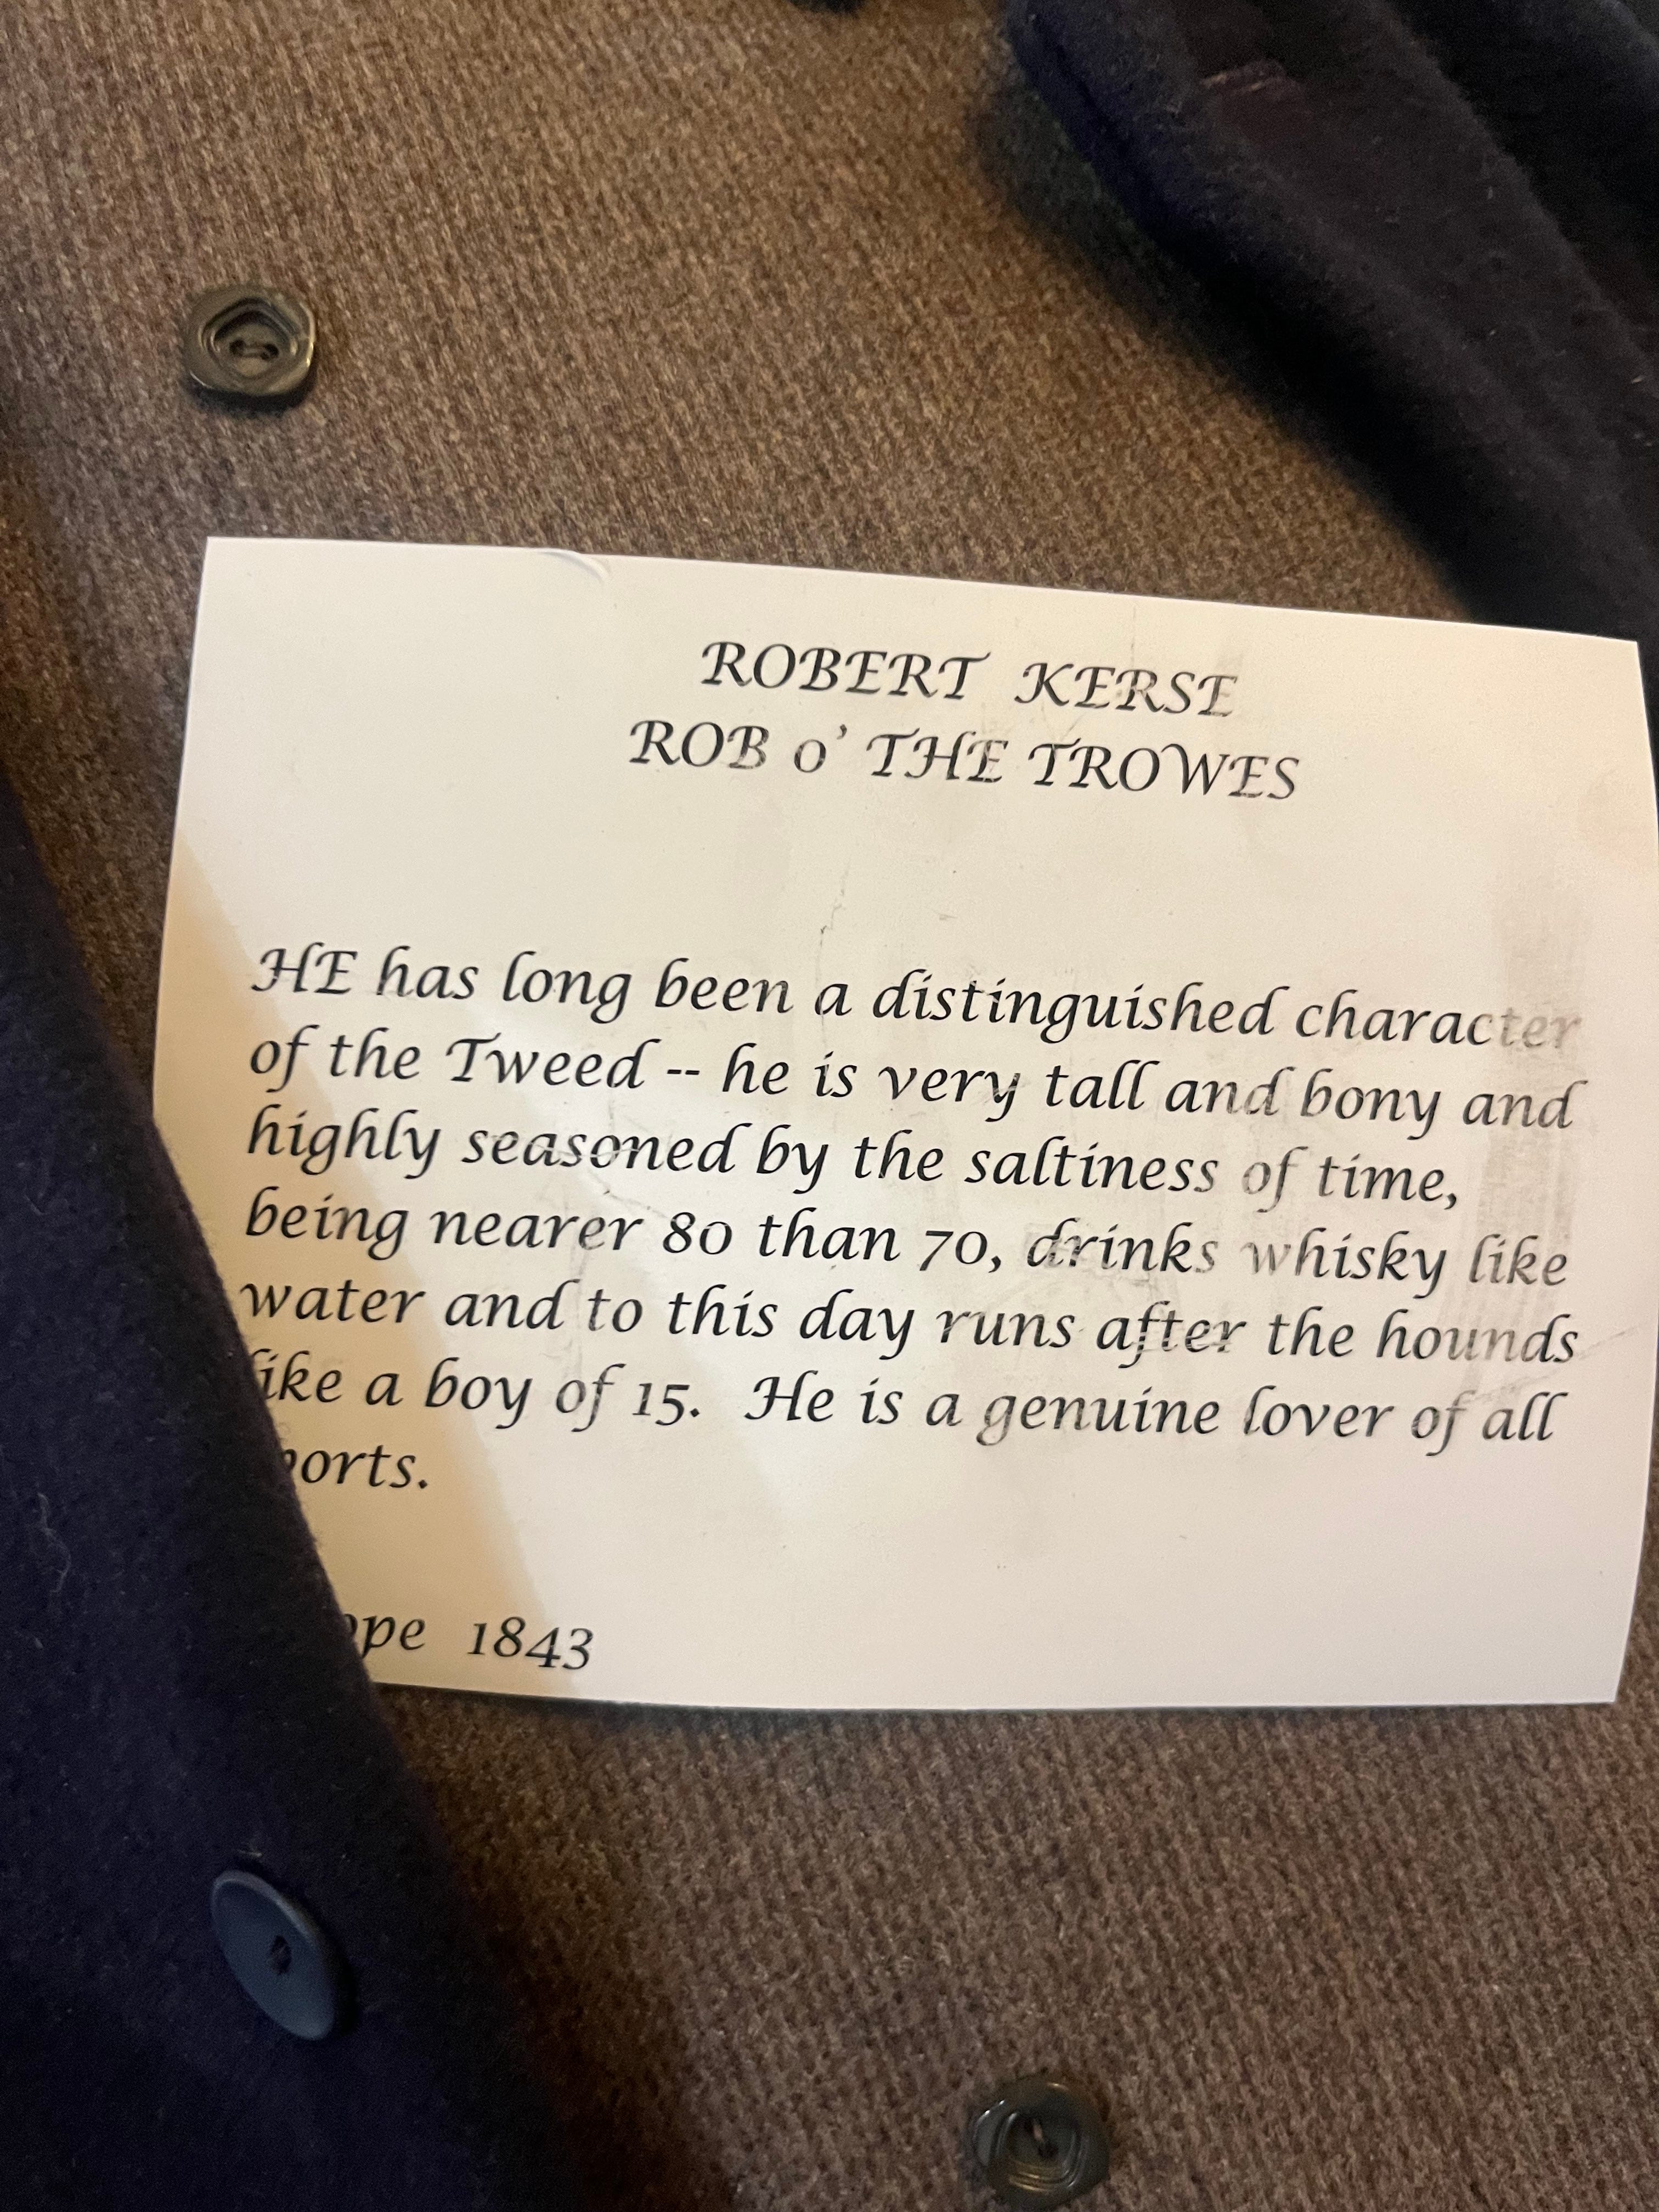 ROBERT KERSE
ROB o' THE TROWES
HE has long been a distinguished character
of the Tweed -- he is very tall and bony and
highly seasoned by the saltiness of time,
being nearer 80 than 70, drinks whisky like
water and to this day runs after the hounds
like a boy of 15. He is a genuine lover of all
sports.
1843